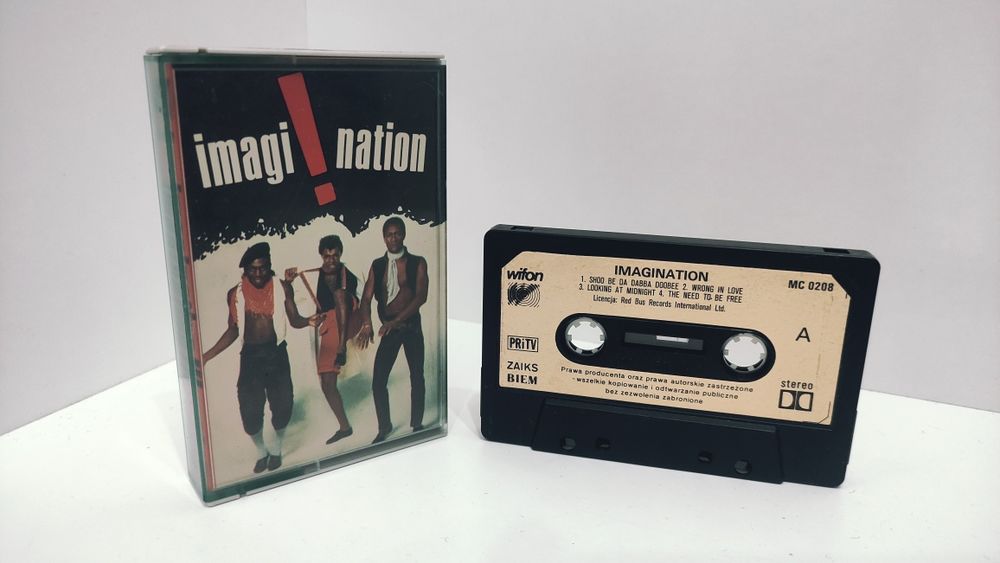 imagi!nation
wifon
IMAGINATION
MC 0208
1. SHOO BE DA DABBA DOOBEE 2. WRONG IN LOVE
3. LOOKING AT MIDNIGHT 4. THE NEED TO BE FREE
Licencja: Red Bus Records International Ltd.
A
PRiTV
ZAIKS
BIEM
stereo
Prawa producenta oraz prawa autorskie zastrzeżone
-wszelkie kopiowanie i odtwarzanie publiczne
bez zezwolenia zabronione